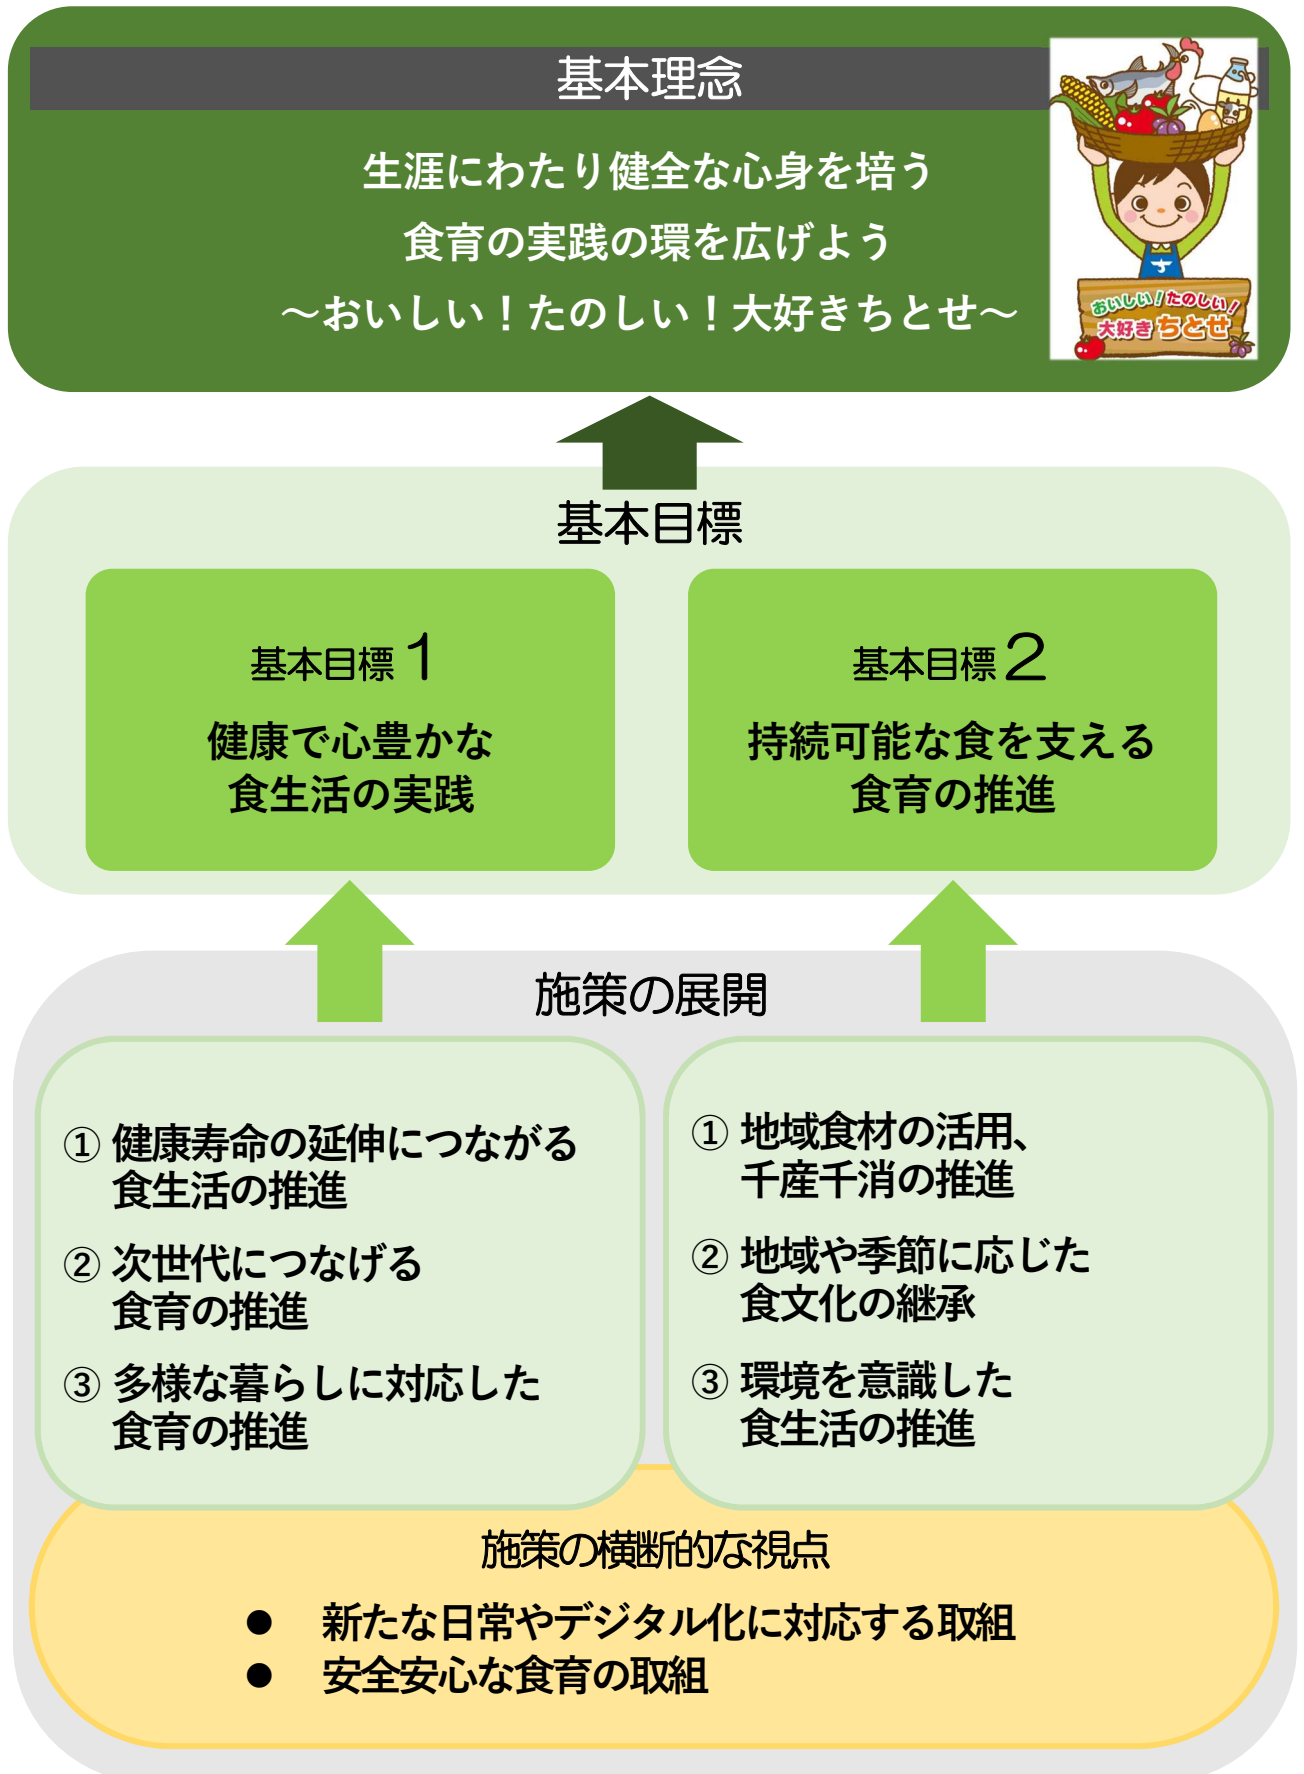 基本理念
生涯にわたり健全な心身を培う
食育の実践の環を広げよう
～おいしい！たのしい！大好きちとせ～
す
おいしい！たのしい！
大好きちとせ
基本目標
基本目標1
健康で心豊かな
食生活の実践
基本目標2
持続可能な食を支える
食育の推進
施策の展開
① 健康寿命の延伸につながる
食生活の推進
② 次世代につなげる
食育の推進
③ 多様な暮らしに対応した
食育の推進
① 地域食材の活用、
千産千消の推進
② 地域や季節に応じた
食文化の継承
③ 環境を意識した
食生活の推進
施策の横断的な視点
● 新たな日常やデジタル化に対応する取組
● 安全安心な食育の取組